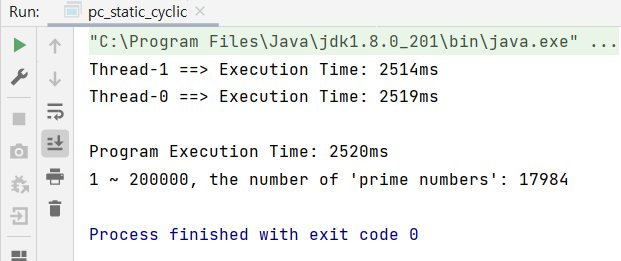 Run: pc_static_cyclic
"C:\Program Files\Java\jdk1.8.0_201\bin\java.exe" ...
Thread-1 ==> Execution Time: 2514ms
Thread-0 ==> Execution Time: 2519ms
Program Execution Time: 2520ms
1 ~ 200000, the number of 'prime numbers': 17984
Process finished with exit code 0